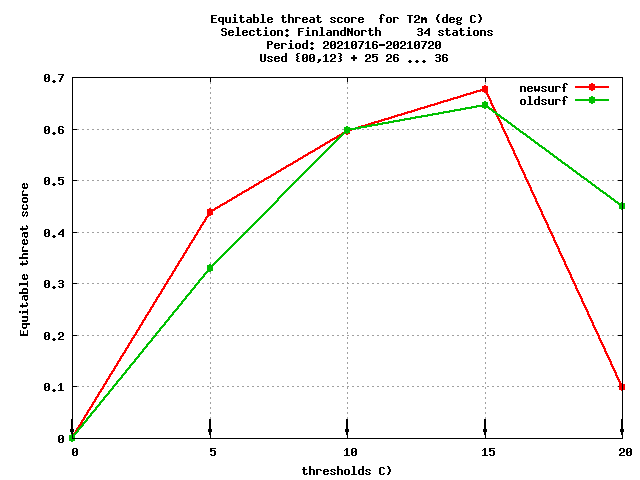 Equitable threat score  for T2m (deg C)
Selection: FinlandNorth     34 stations
Period: 20210716-20210720
Used {00,12} + 25 26 ... 36
newsurf
oldsurf
Equitable threat score
0.7
0.6
0.5
0.4
0.3
0.2
0.1
0
0 5 10 15 20
thresholds C)